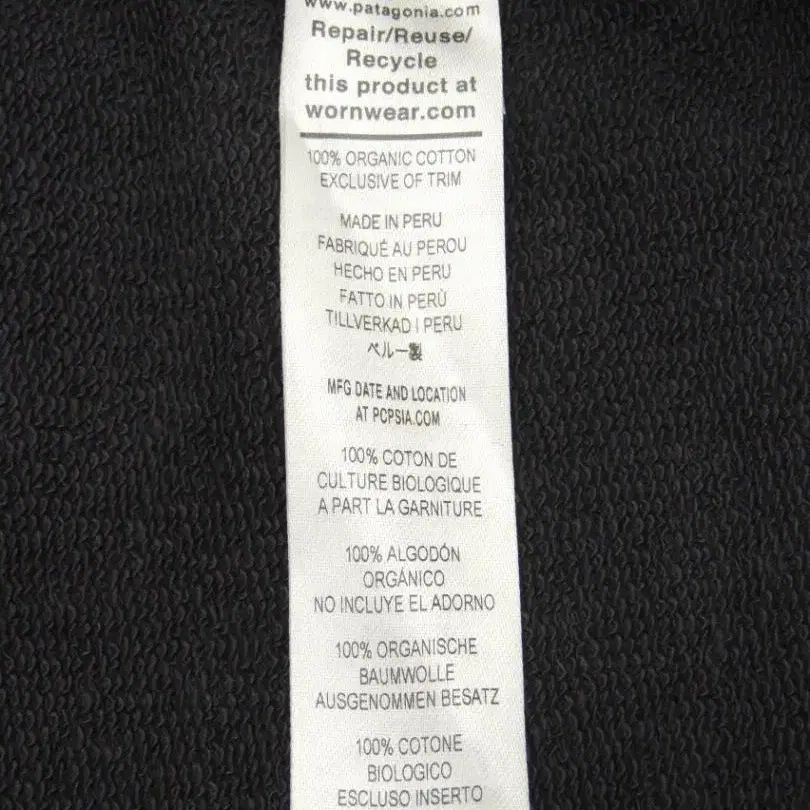 www.patagonia.com
Repair/Reuse/
Recycle
this product at
wornwear.com
100% ORGANIC COTTON
EXCLUSIVE OF TRIM
MADE IN PERU
FABRIQUÉ AU PEROU
HECHO EN PERU
FATTO IN PERÙ
TILLVERKAD I PERU
ペルー製
MFG DATE AND LOCATION
AT PCPSIA.COM
100% COTON DE
CULTURE BIOLOGIQUE
A PART LA GARNITURE
100% ALGODÓN
ORGÁNICO
NO INCLUYE EL ADORNO
100% ORGANISCHE
BAUMWOLLE
AUSGENOMMEN BESATZ
100% COTONE
BIOLOGICO
ESCLUSO INSERTO